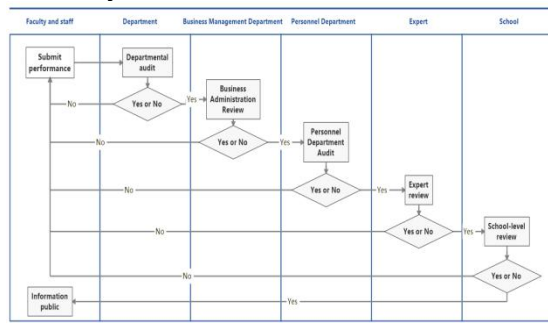 Faculty and staff
Department
Business Management Department
Personnel Department
Expert
School
Submit
performance
Departmental
audit
Yes or No
No
Yes
Business
Administration
Review
Yes or No
No
Yes
Personnel
Department
Audit
Yes or No
No
Yes
Expert
review
Yes or No
No
Yes
School-level
review
Yes or No
No
Yes
Information
public